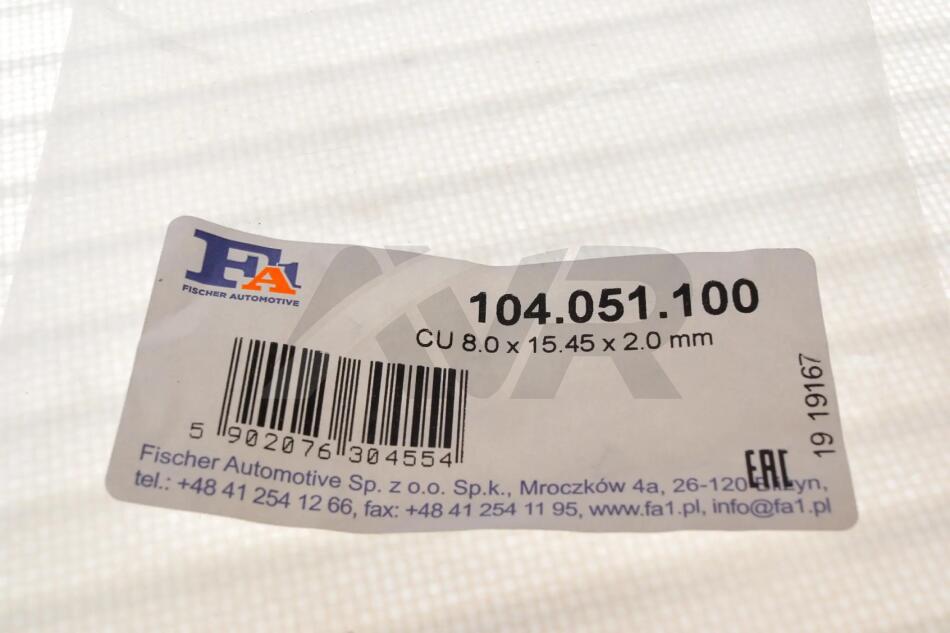 FA1
FISCHER AUTOMOTIVE
104.051.100
CU 8.0 x 15.45 x 2.0 mm
19 19167
5 902076 304554
EAC
Fischer Automotive Sp. z o.o. Sp.k., Mroczków 4a, 26-120
tel.: +48 41 254 12 66, fax: +48 41 254 11 95, www.fa1.pl, info@fa1.pl